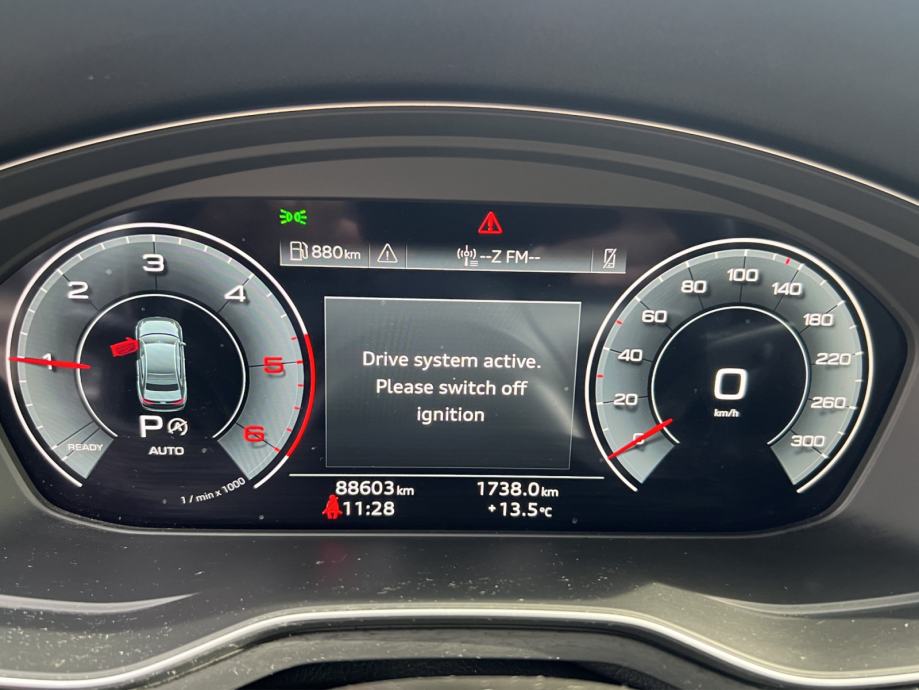 880km
--Z FM--
1
2
3
4
5
6
READY
P
AUTO
1 / min x 1000
Drive system active.
Please switch off
ignition
0
20
40
60
80
100
140
180
220
260
300
0
km/h
88603km
1738.0km
11:28
+13.5°C